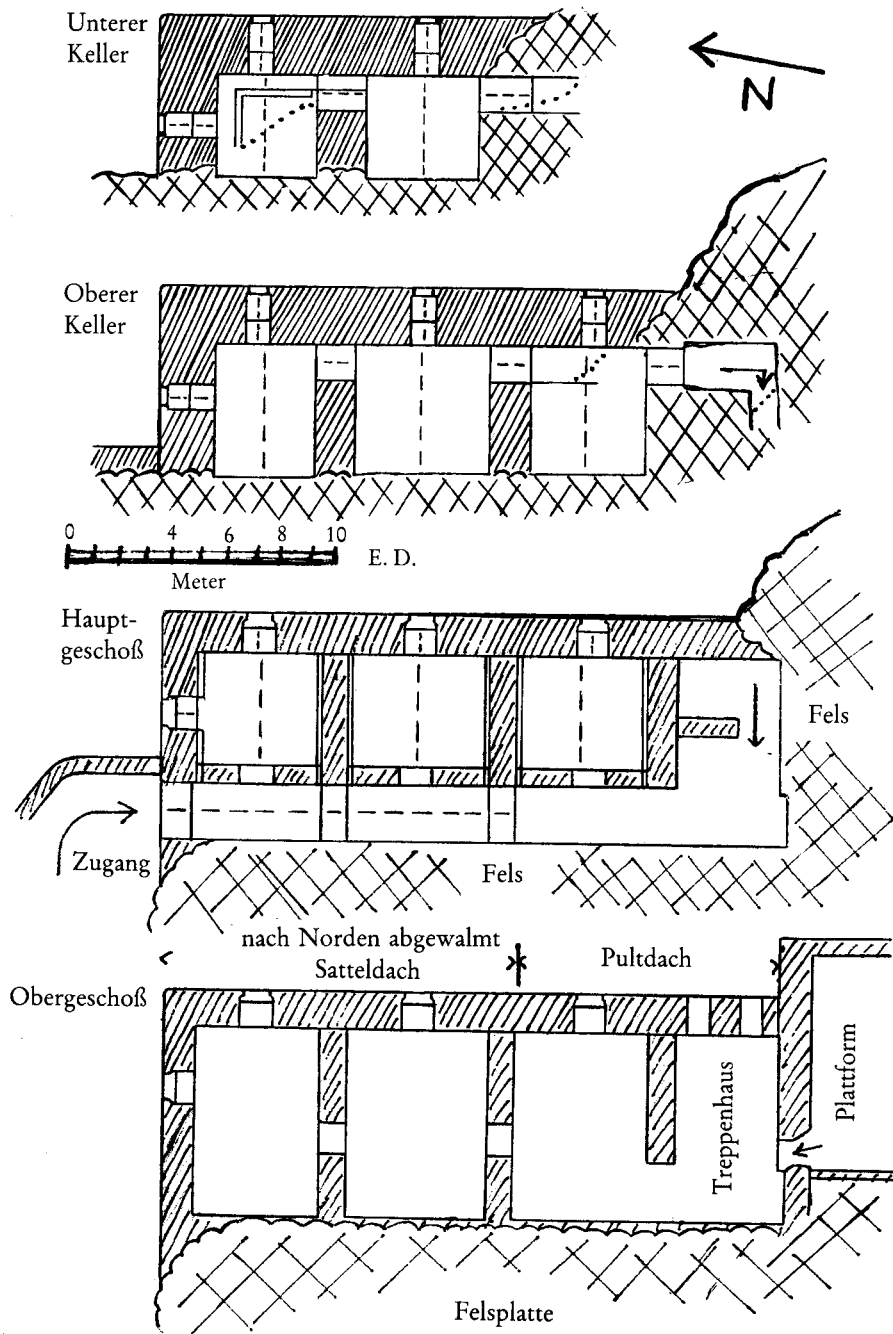 Unterer
Keller
N
Oberer
Keller
0 4 6 8 10
Meter
E. D.
Haupt-
geschoß
Fels
Zugang
Fels
nach Norden abgewalmt
Satteldach
Pultdach
Obergeschoß
Treppenhaus
Plattform
Felsplatte